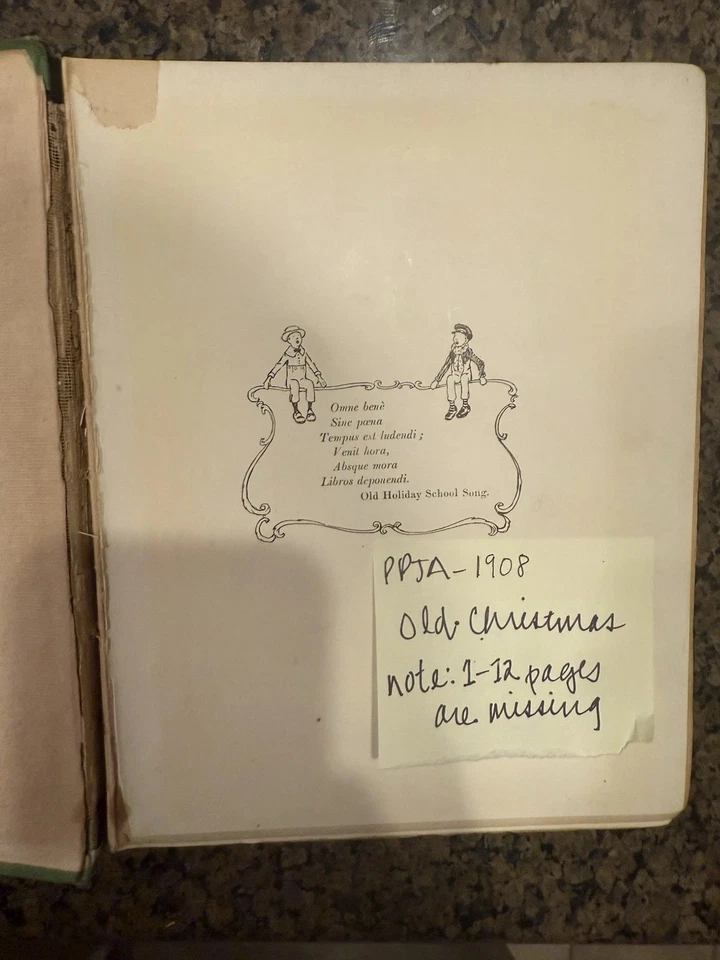 Omne benè
Sine pœna
Tempus est ludendi ;
Venit hora,
Absque mora
Libros deponendi.
Old Holiday School Song.
PPJA-1908
Old Christmas
note: 1-12 pages
are missing